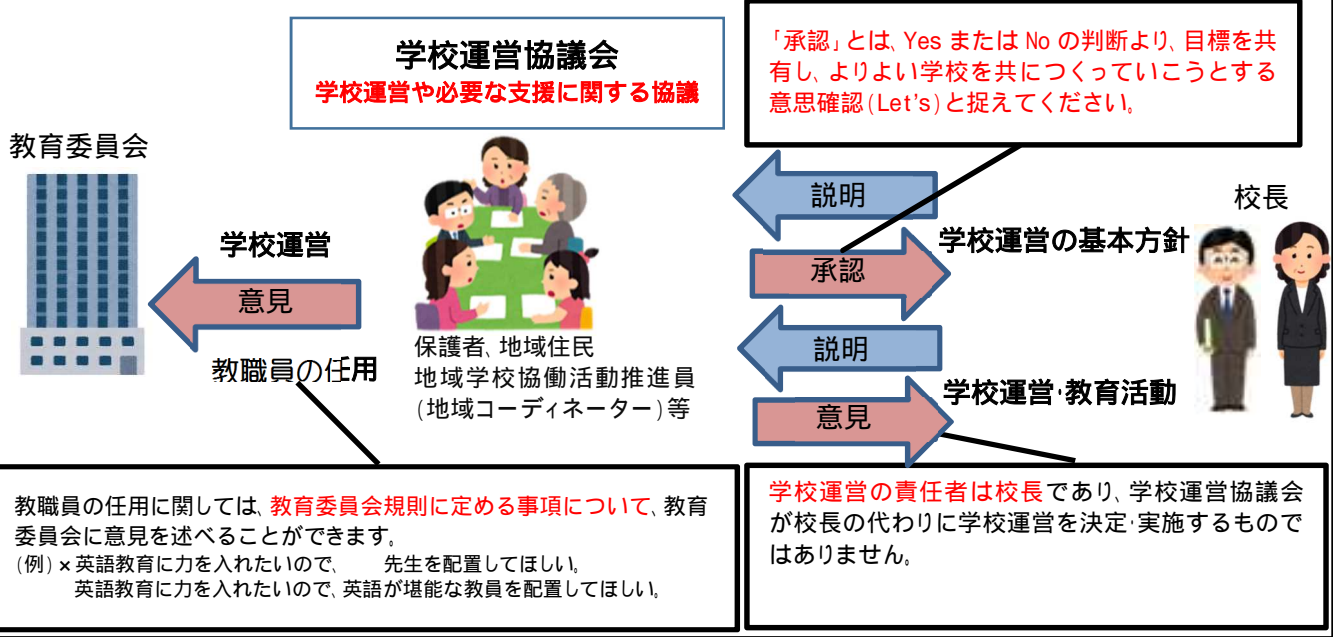 学校運営協議会
学校運営や必要な支援に関する協議
「承認」とは、Yes または No の判断より、目標を共
有し、よりよい学校を共につくっていこうとする
意思確認(Let's)と捉えてください。
教育委員会
学校運営
意見
教職員の任用
保護者、地域住民
地域学校協働活動推進員
(地域コーディネーター)等
説明
承認
学校運営の基本方針
説明
意見
学校運営・教育活動
校長
教職員の任用に関しては、教育委員会規則に定める事項について、教育
委員会に意見を述べることができます。
(例)×英語教育に力を入れたいので、　　先生を配置してほしい。
英語教育に力を入れたいので、英語が堪能な教員を配置してほしい。
学校運営の責任者は校長であり、学校運営協議会
が校長の代わりに学校運営を決定・実施するもので
はありません。